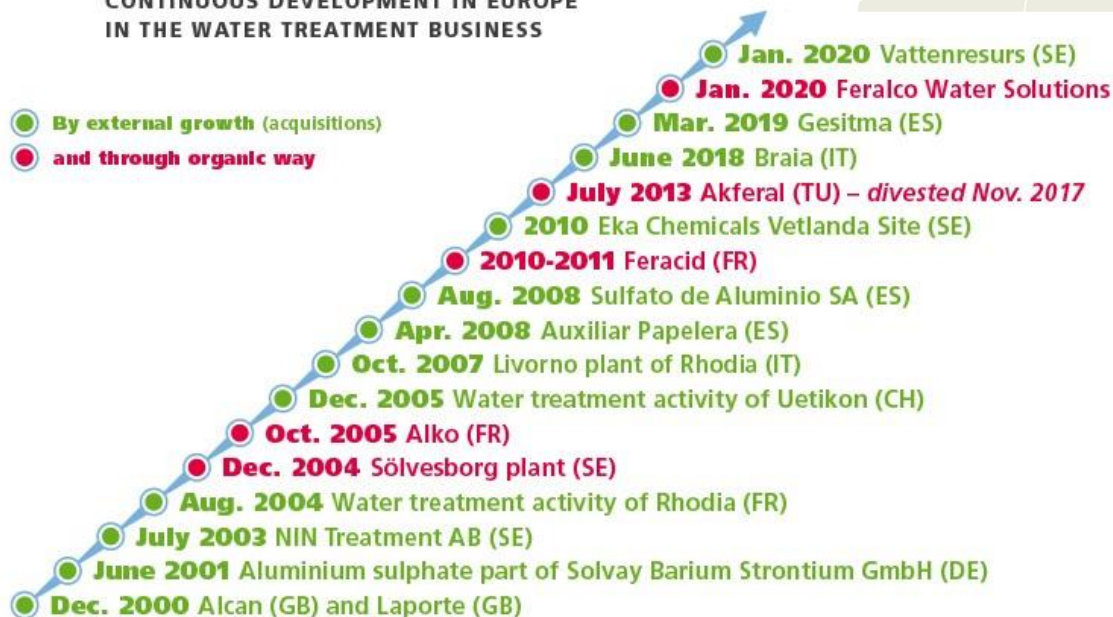 CONTINUOUS DEVELOPMENT IN EUROPE
IN THE WATER TREATMENT BUSINESS
By external growth (acquisitions)
and through organic way
Jan. 2020 Vattenresurs (SE)
Jan. 2020 Feralco Water Solutions
Mar. 2019 Gesitma (ES)
June 2018 Braia (IT)
July 2013 Akferal (TU) – divested Nov. 2017
2010 Eka Chemicals Vetlanda Site (SE)
2010-2011 Feracid (FR)
Aug. 2008 Sulfato de Aluminio SA (ES)
Apr. 2008 Auxiliar Papelera (ES)
Oct. 2007 Livorno plant of Rhodia (IT)
Dec. 2005 Water treatment activity of Uetikon (CH)
Oct. 2005 Alko (FR)
Dec. 2004 Sölvesborg plant (SE)
Aug. 2004 Water treatment activity of Rhodia (FR)
July 2003 NIN Treatment AB (SE)
June 2001 Aluminium sulphate part of Solvay Barium Strontium GmbH (DE)
Dec. 2000 Alcan (GB) and Laporte (GB)